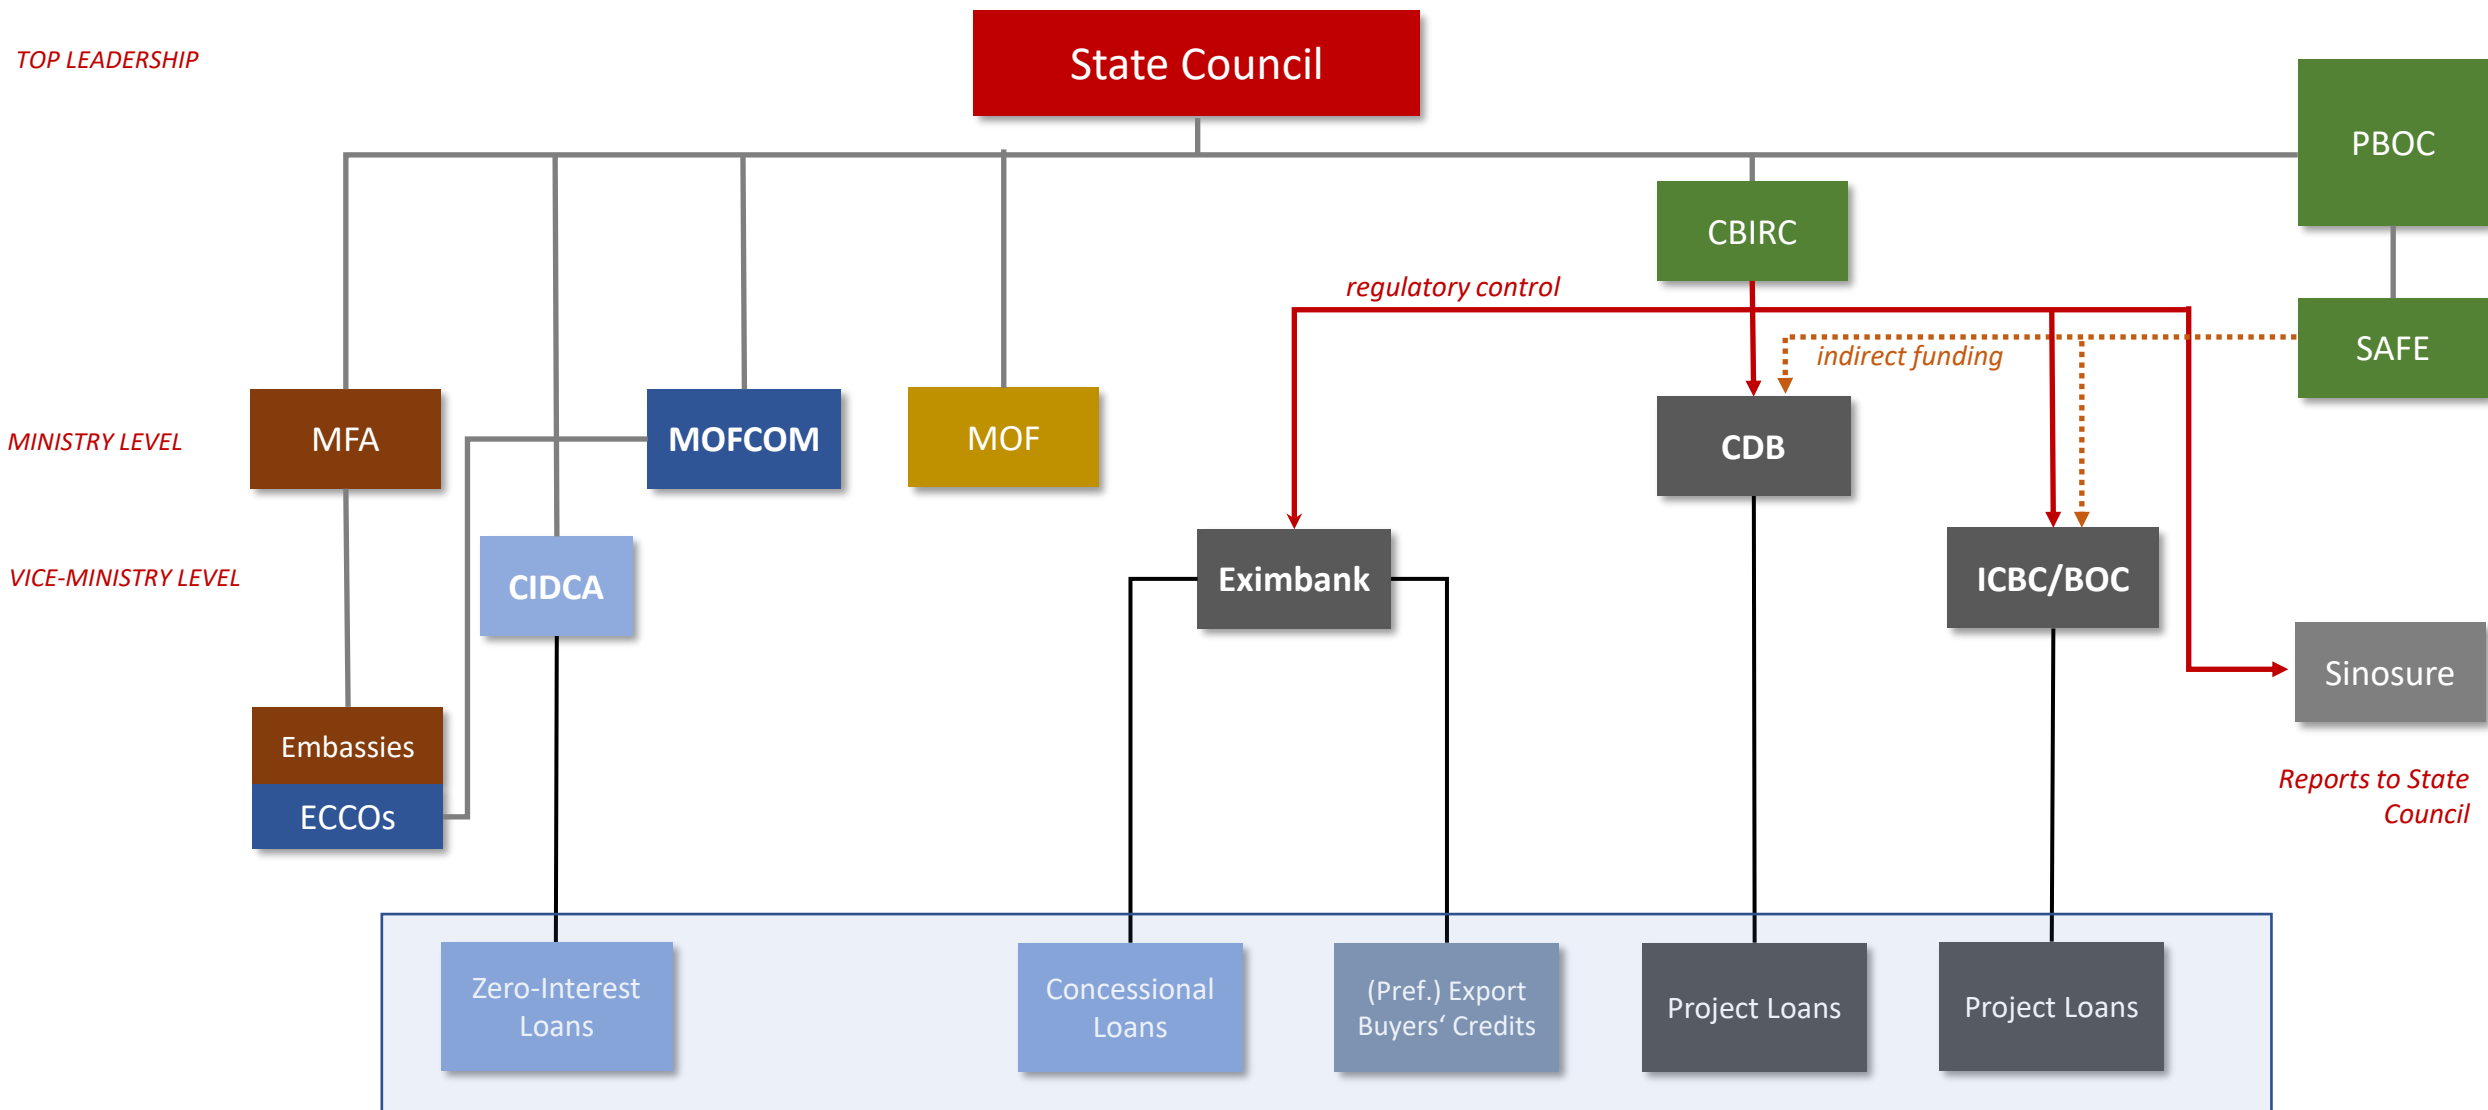 TOP LEADERSHIP
State Council
PBOC
CBIRC
regulatory control
indirect funding
SAFE
MINISTRY LEVEL
MFA
MOFCOM
MOF
CDB
VICE-MINISTRY LEVEL
CIDCA
Eximbank
ICBC/BOC
Sinosure
Embassies
ECCOs
Reports to State
Council
Zero-Interest
Loans
Concessional
Loans
(Pref.) Export
Buyers‘ Credits
Project Loans
Project Loans